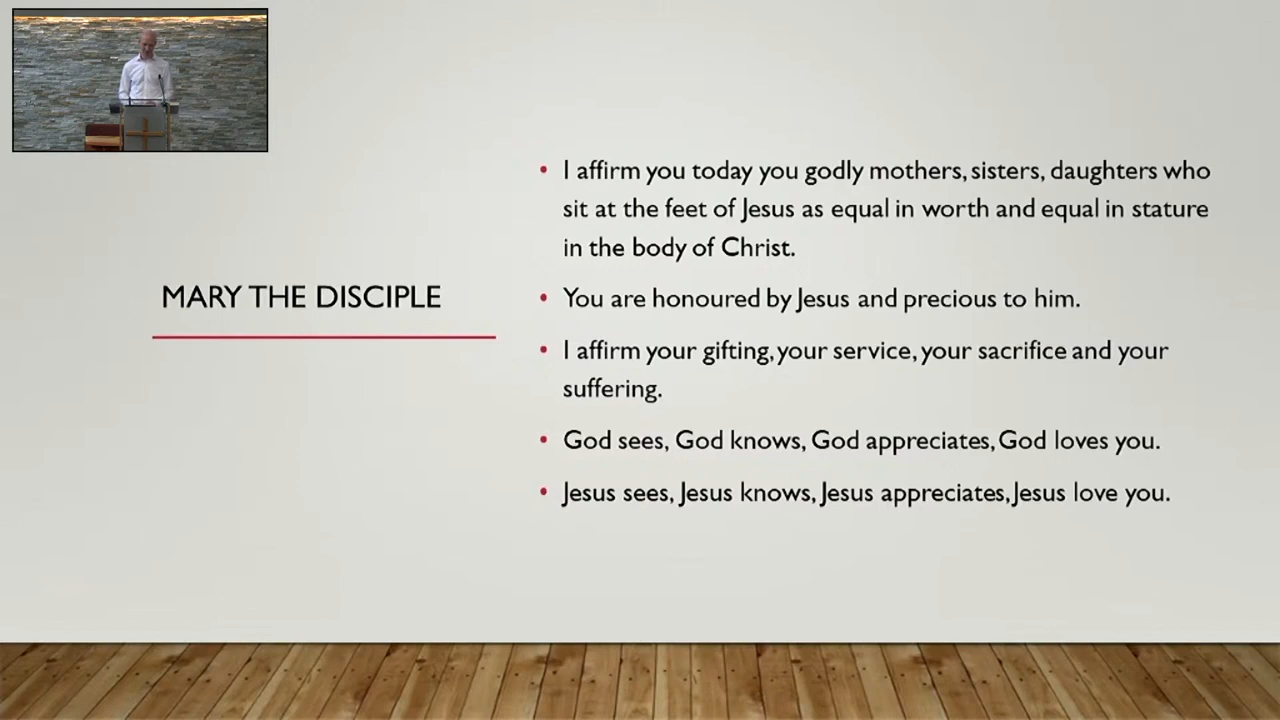 MARY THE DISCIPLE
• I affirm you today you godly mothers, sisters, daughters who
sit at the feet of Jesus as equal in worth and equal in stature
in the body of Christ.
• You are honoured by Jesus and precious to him.
• I affirm your gifting, your service, your sacrifice and your
suffering.
• God sees, God knows, God appreciates, God loves you.
• Jesus sees, Jesus knows, Jesus appreciates, Jesus love you.